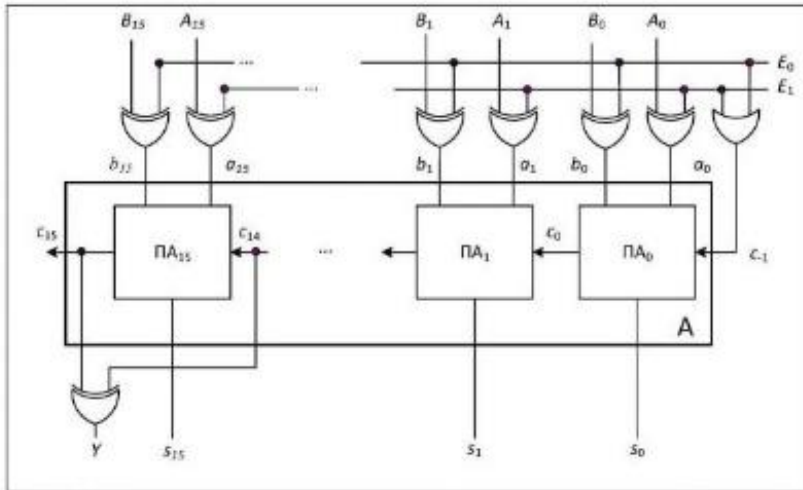 B₁₅ A₁₅ B₁ A₁ B₀ A₀
... E₀
... E₁
b₁₅ a₁₅ b₁ a₁ b₀ a₀
c₁₅ ПА₁₅ c₁₄ ... ПА₁ c₀ ПА₀ c₋₁
А
Y s₁₅ s₁ s₀